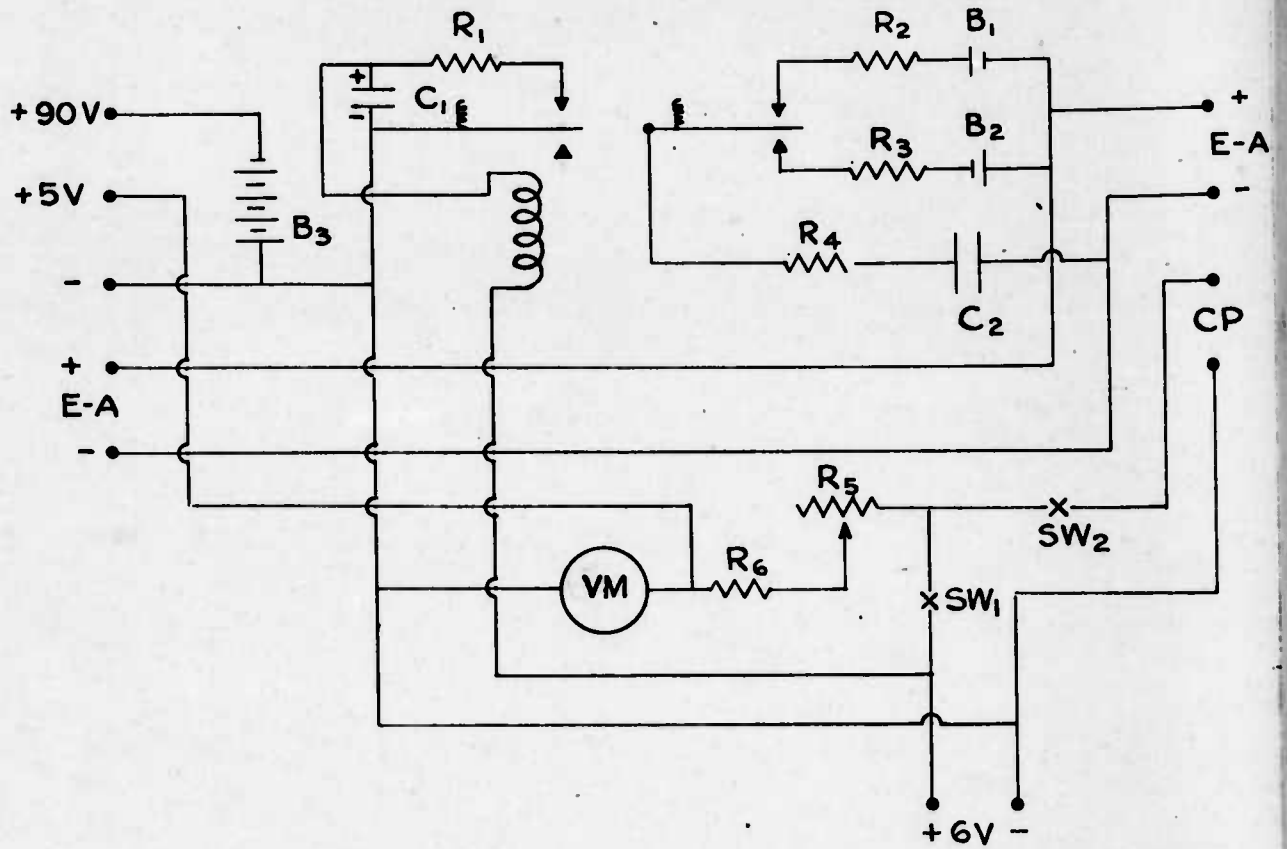 R1
R2
B1
+
-
C1
+90V
+
E-A
-
R3
B2
+5V
B3
R4
C2
-
CP
+
E-A
-
R5
SW2
VM
R6
SW1
+ 6V -